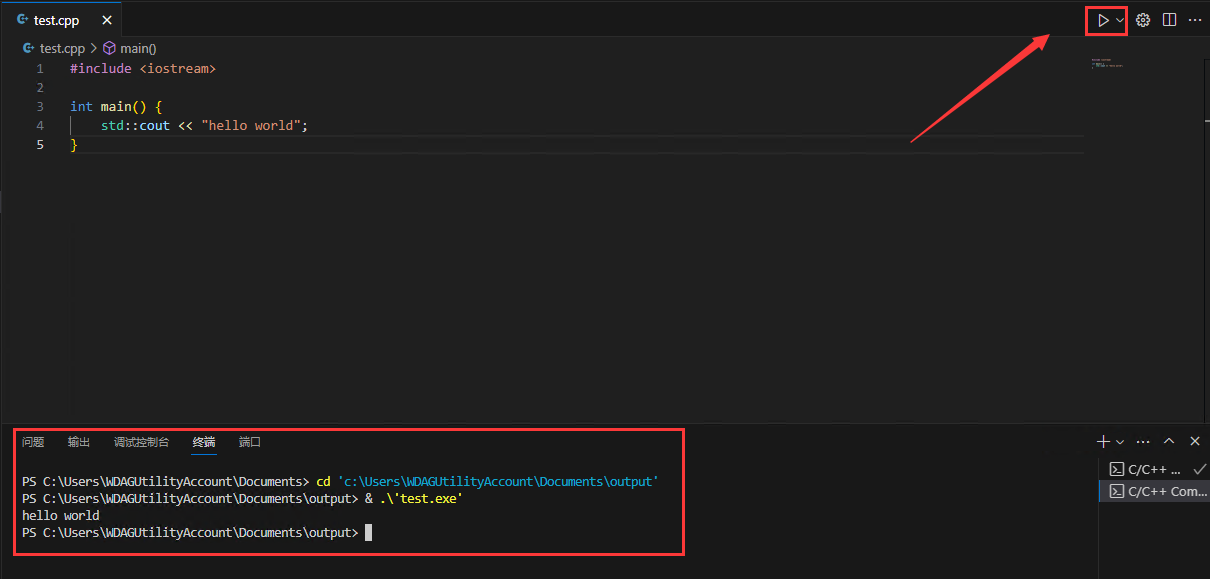 test.cpp
test.cpp > main()
1 #include <iostream>
2
3 int main() {
4 std::cout << "hello world";
5 }
问题 输出 调试控制台 终端 端口
PS C:\Users\WDAGUtilityAccount\Documents> cd 'c:\Users\WDAGUtilityAccount\Documents\output'
PS C:\Users\WDAGUtilityAccount\Documents\output> & .\'test.exe'
hello world
PS C:\Users\WDAGUtilityAccount\Documents\output>
C/C++ ...
C/C++ Com...